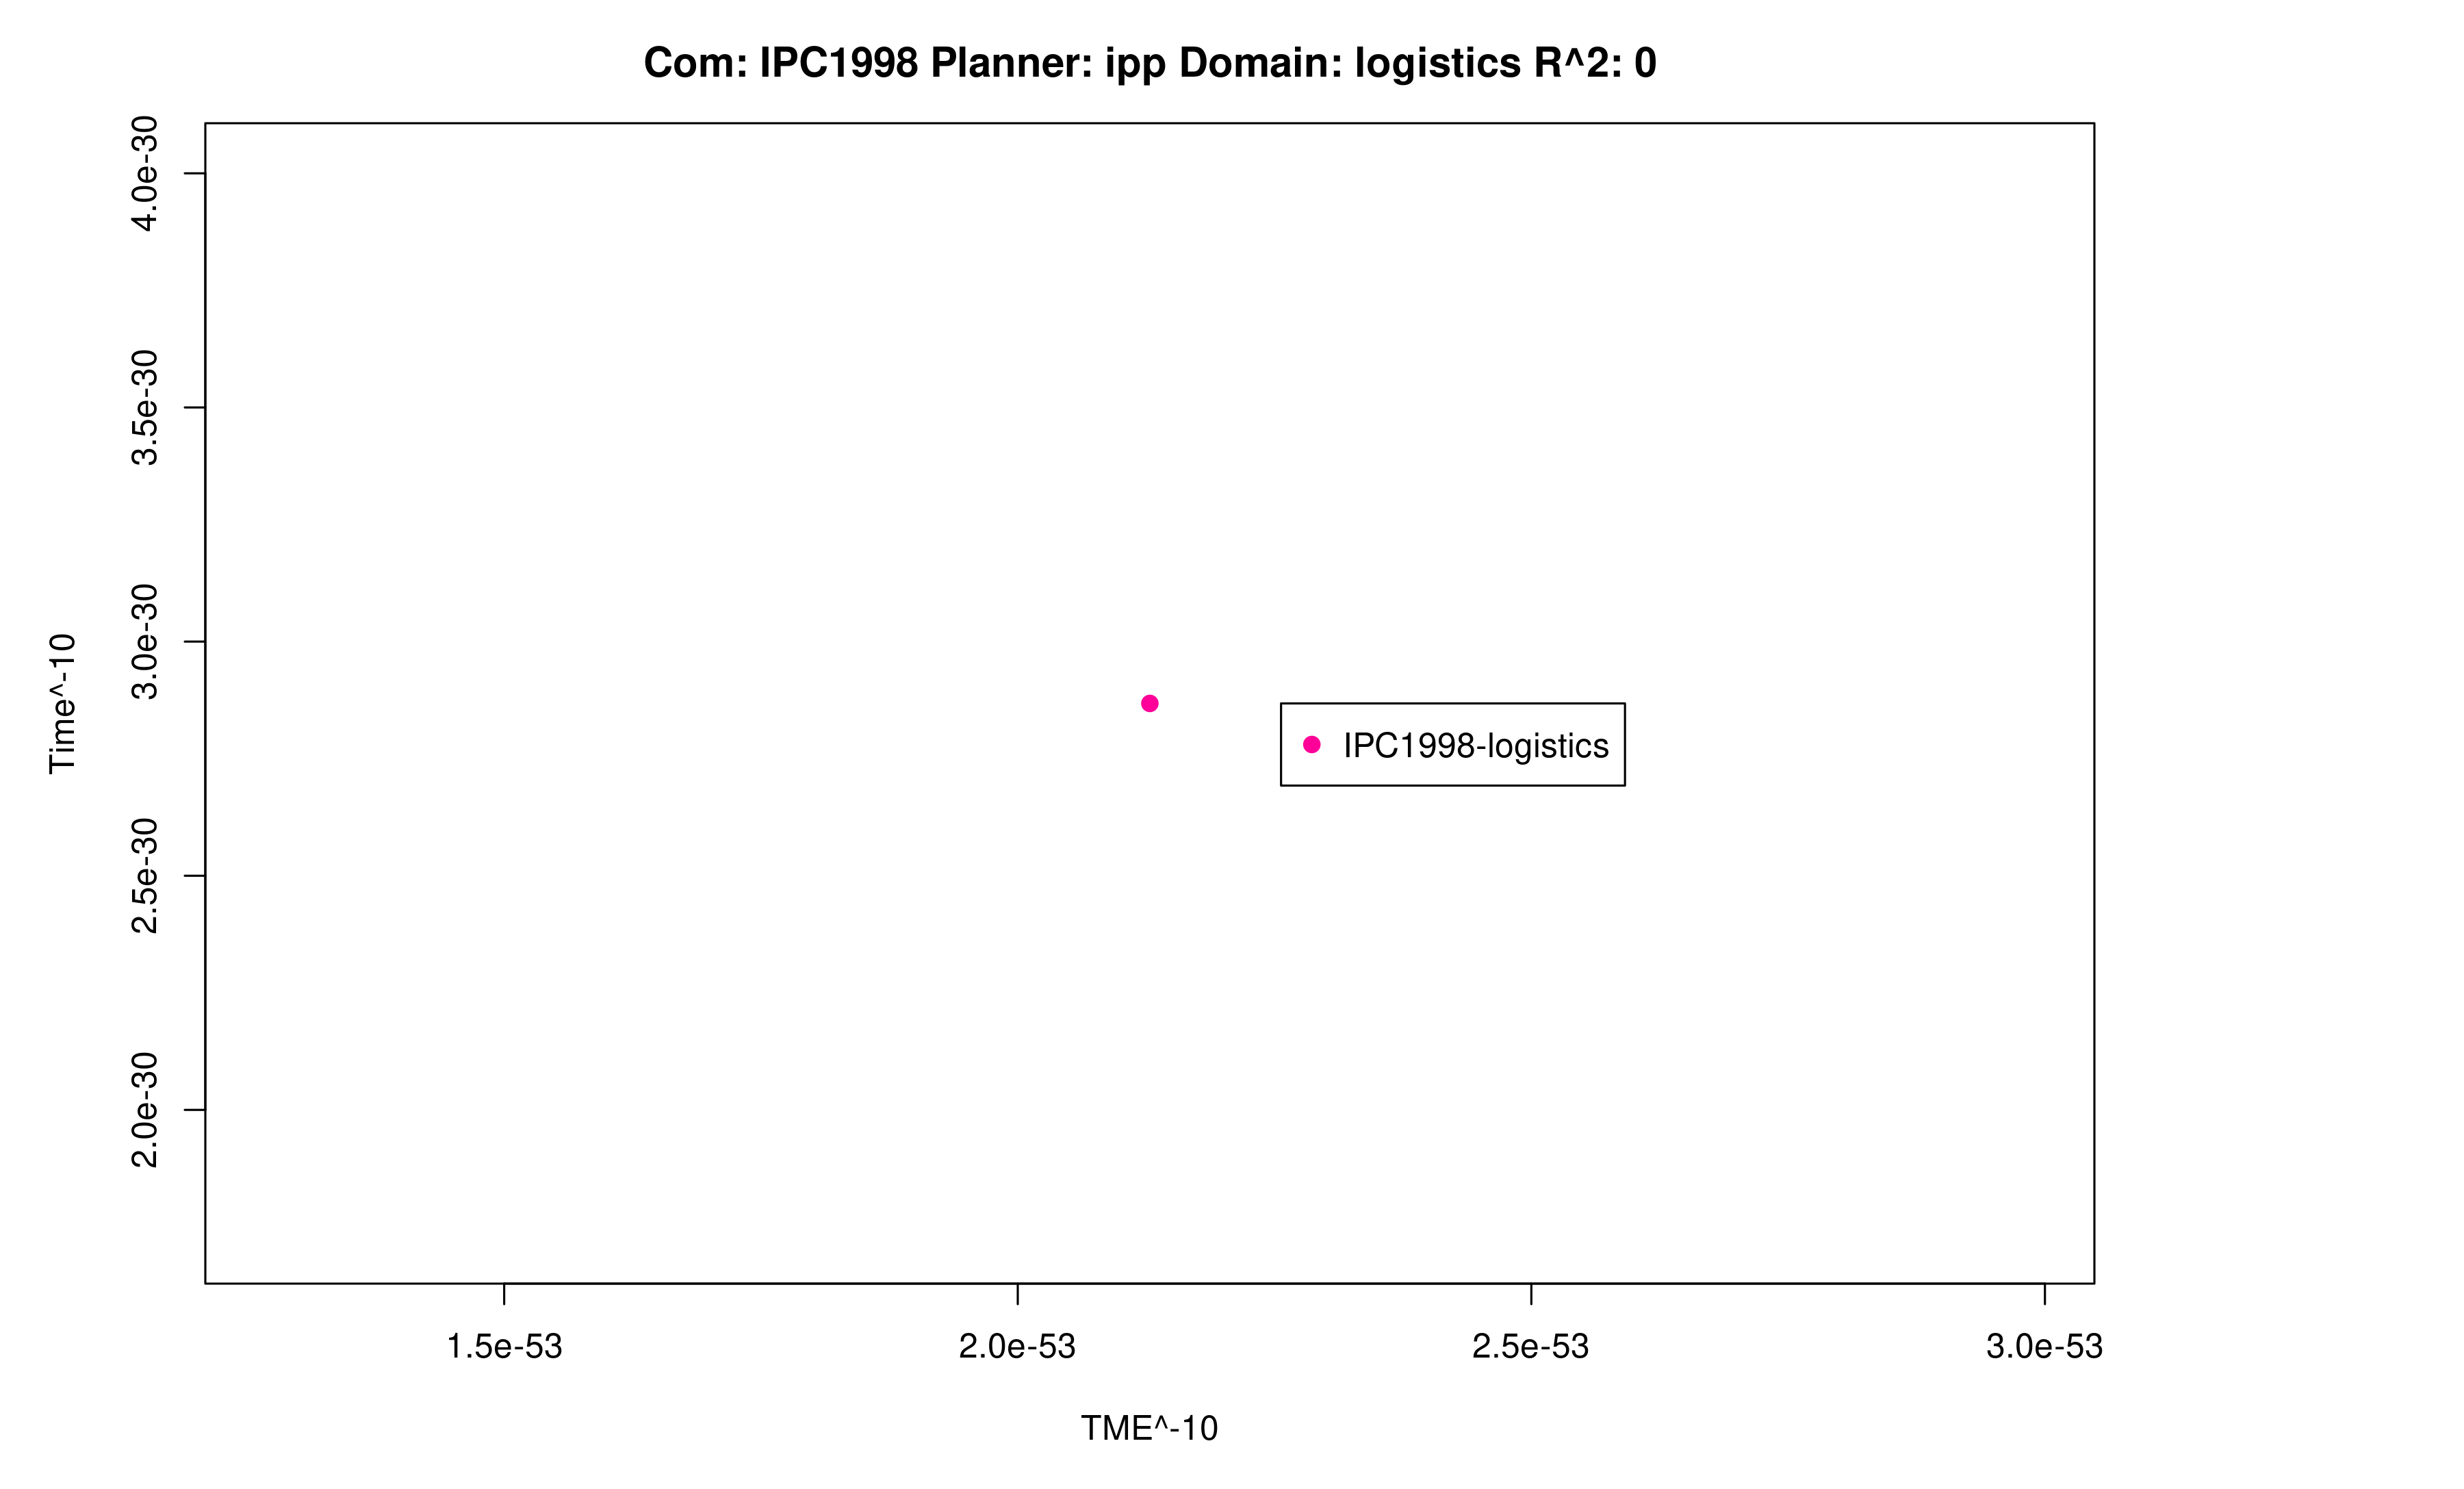 Com: IPC1998 Planner: ipp Domain: logistics R^2: 0
4.0e-30
3.5e-30
3.0e-30
2.5e-30
2.0e-30
Time^-10
IPC1998-logistics
1.5e-53
2.0e-53
2.5e-53
3.0e-53
TME^-10